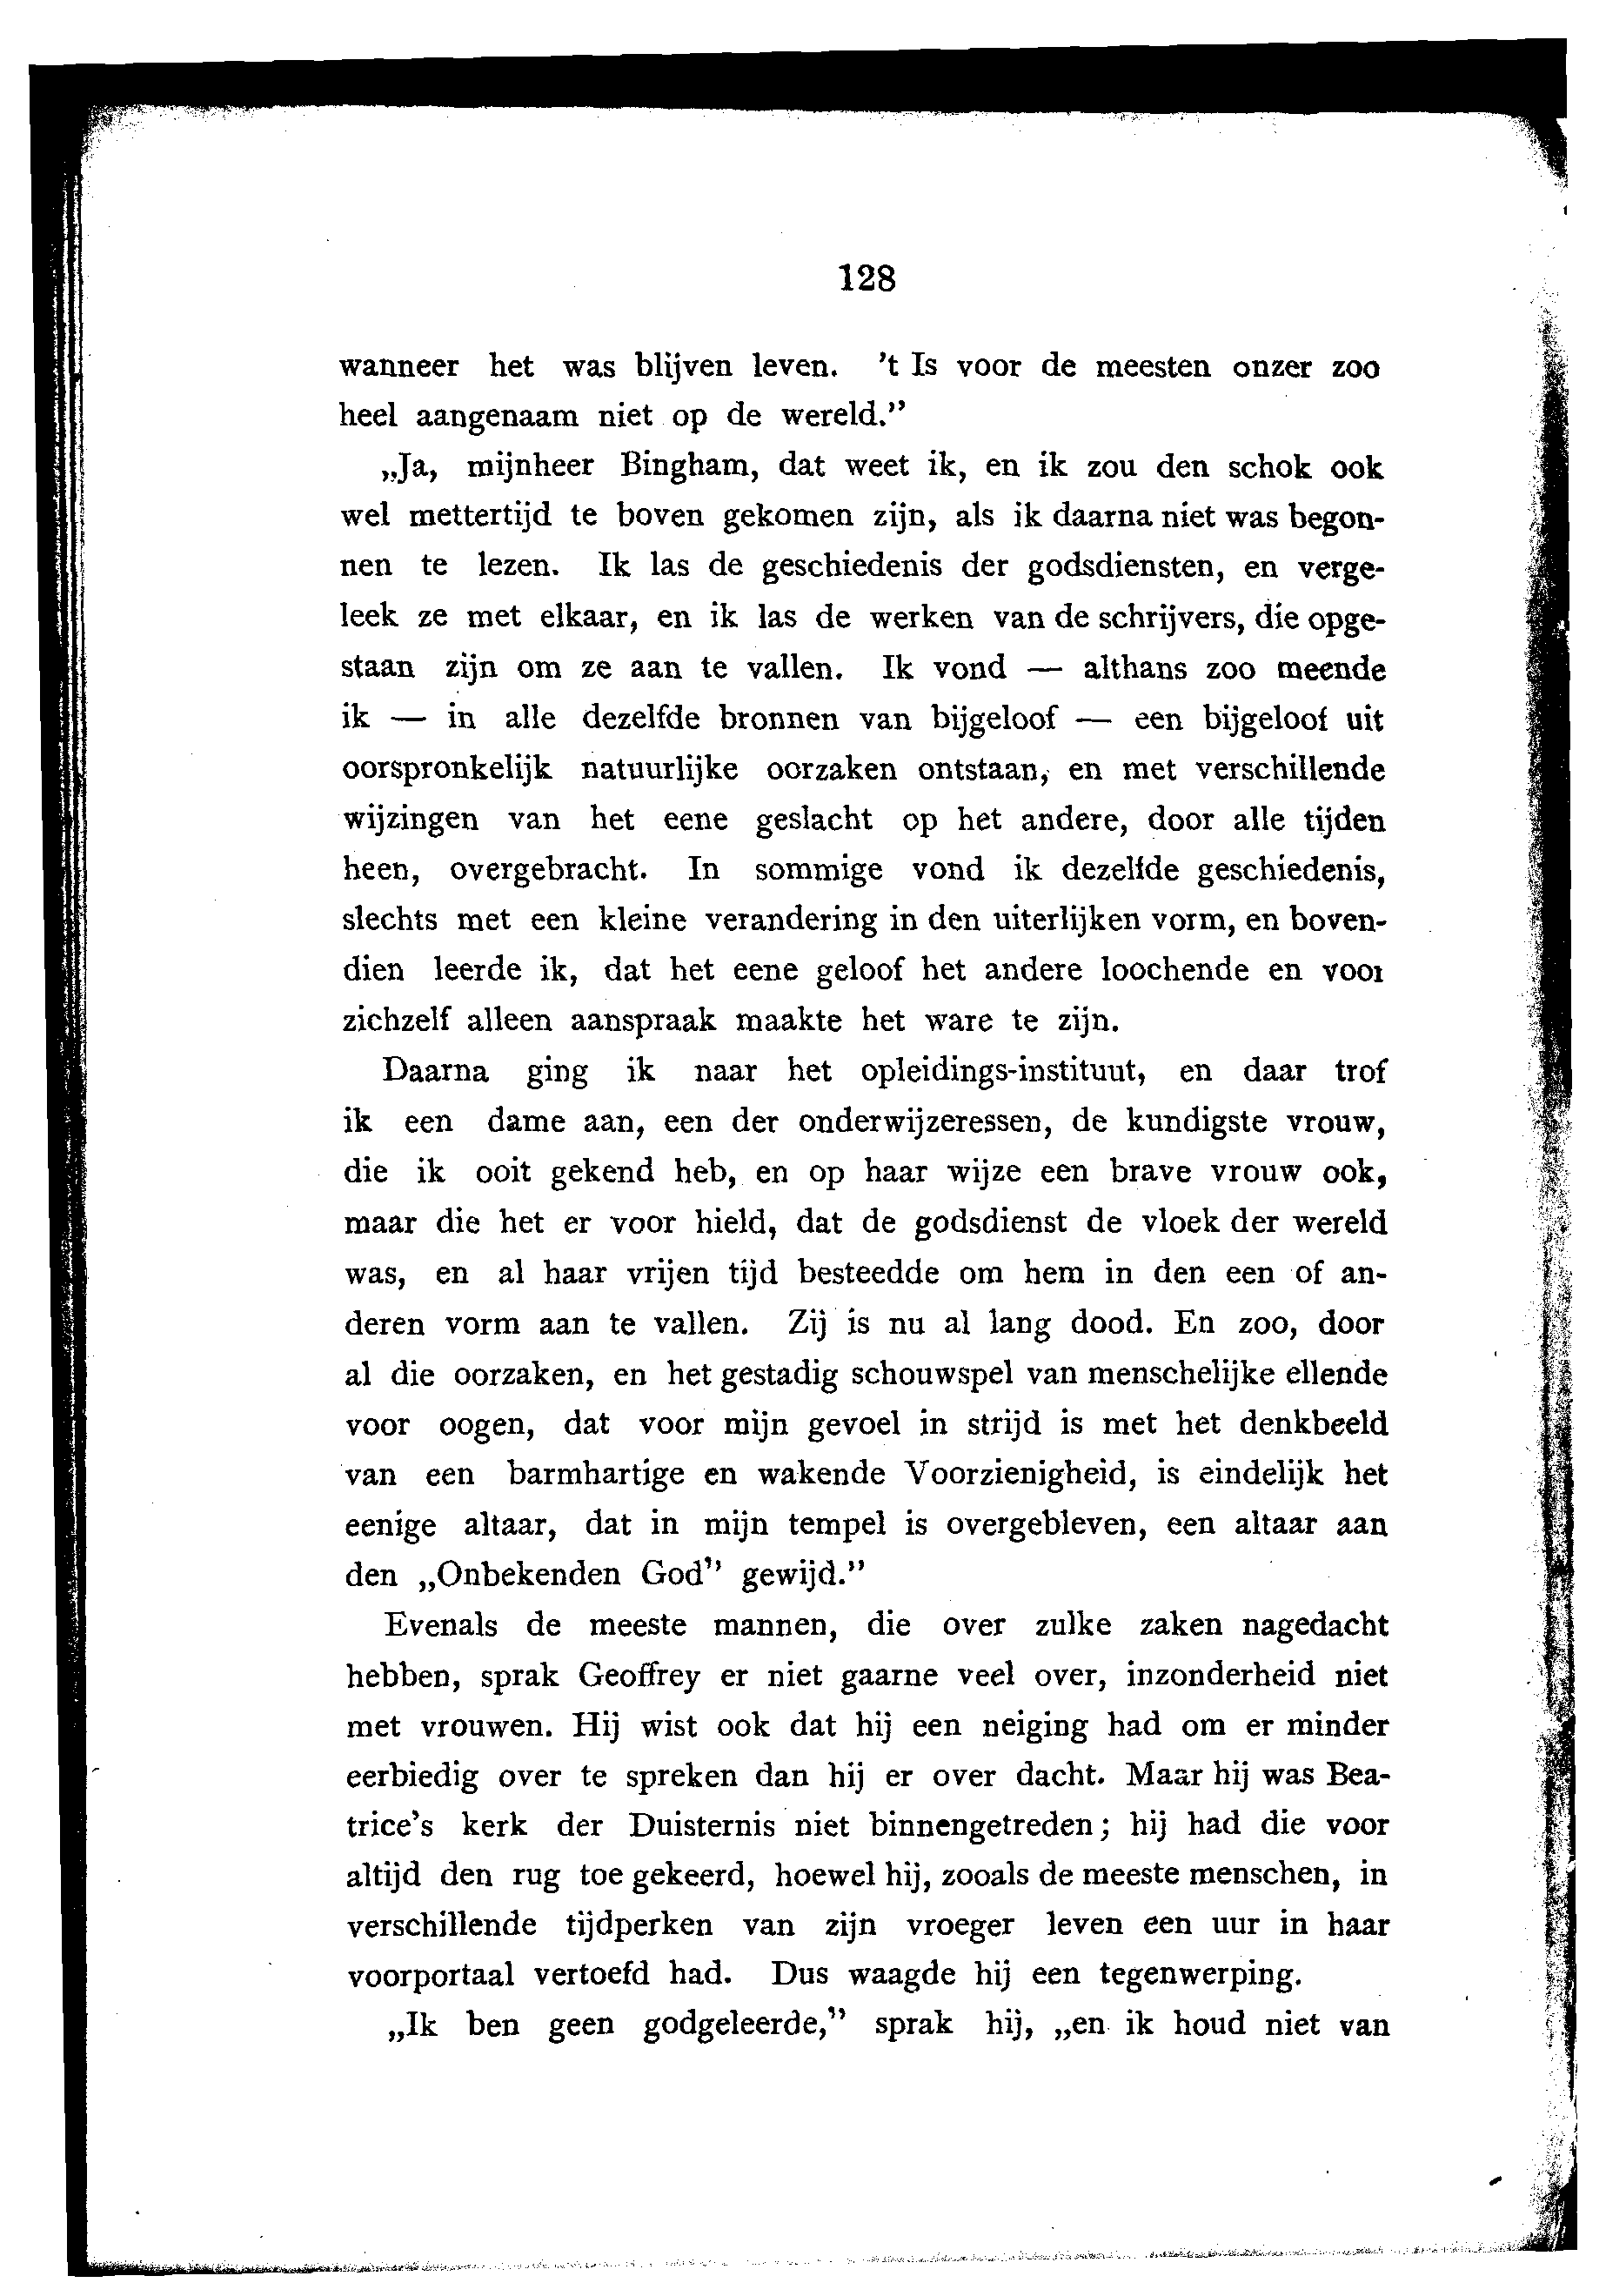 128
wanneer het was blijven leven. 't Is voor de meesten onzer zoo
heel aangenaam niet op de wereld.”
„Ja, mijnheer Bingham, dat weet ik, en ik zou den schok ook
wel mettertijd te boven gekomen zijn, als ik daarna niet was begon-
nen te lezen. Ik las de geschiedenis der godsdiensten, en verge-
leek ze met elkaar, en ik las de werken van de schrijvers, die opge-
staan zijn om ze aan te vallen. Ik vond — althans zoo meende
ik — in alle dezelfde bronnen van bijgeloof — een bijgeloof uit
oorspronkelijk natuurlijke oorzaken ontstaan, en met verschillende
wijzingen van het eene geslacht op het andere, door alle tijden
heen, overgebracht. In sommige vond ik dezelfde geschiedenis,
slechts met een kleine verandering in den uiterlijken vorm, en boven-
dien leerde ik, dat het eene geloof het andere loochende en voor
zichzelf alleen aanspraak maakte het ware te zijn.
Daarna ging ik naar het opleidings-instituut, en daar trof
ik een dame aan, een der onderwijzeressen, de kundigste vrouw,
die ik ooit gekend heb, en op haar wijze een brave vrouw ook,
maar die het er voor hield, dat de godsdienst de vloek der wereld
was, en al haar vrijen tijd besteedde om hem in den een of an-
deren vorm aan te vallen. Zij is nu al lang dood. En zoo, door
al die oorzaken, en het gestadig schouwspel van menschelijke ellende
voor oogen, dat voor mijn gevoel in strijd is met het denkbeeld
van een barmhartige en wakende Voorzienigheid, is eindelijk het
eenige altaar, dat in mijn tempel is overgebleven, een altaar aan
den „Onbekenden God” gewijd.”
Evenals de meeste mannen, die over zulke zaken nagedacht
hebben, sprak Geoffrey er niet gaarne veel over, inzonderheid niet
met vrouwen. Hij wist ook dat hij een neiging had om er minder
eerbiedig over te spreken dan hij er over dacht. Maar hij was Bea-
trice's kerk der Duisternis niet binnengetreden; hij had die voor
altijd den rug toe gekeerd, hoewel hij, zooals de meeste menschen, in
verschillende tijdperken van zijn vroeger leven een uur in haar
voorportaal vertoefd had. Dus waagde hij een tegenwerping.
„Ik ben geen godgeleerde,” sprak hij, „en ik houd niet van